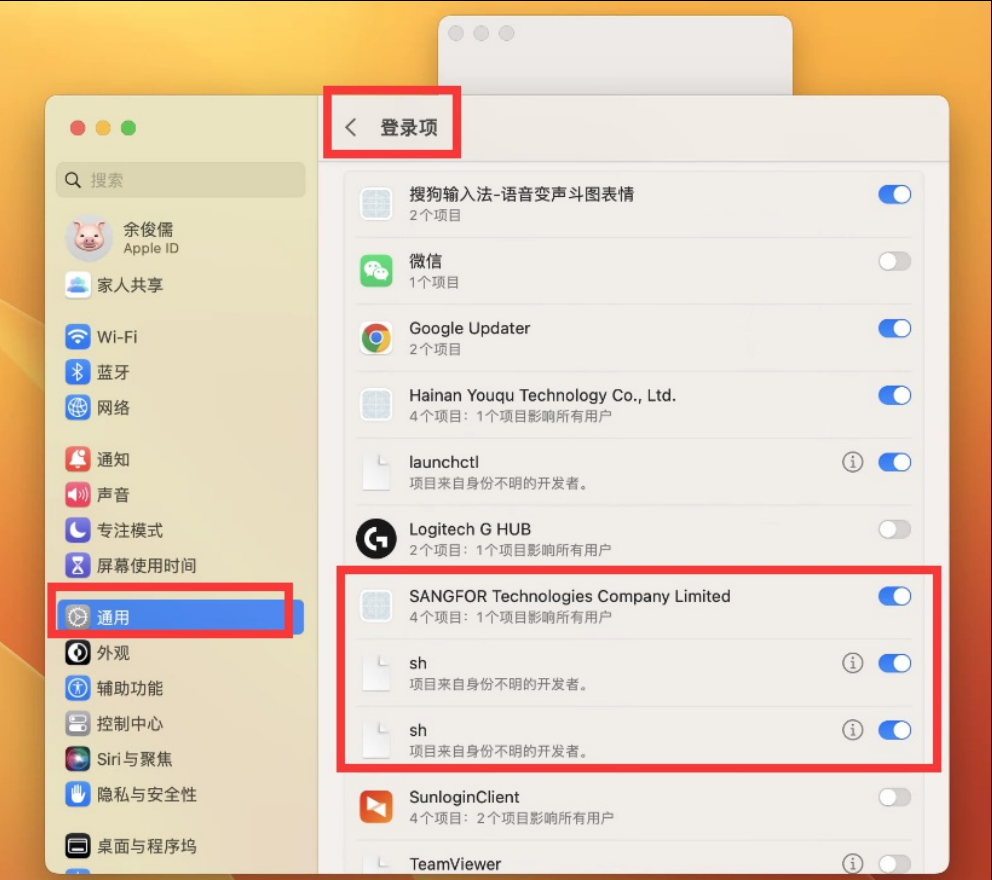 登录项
搜索
余俊儒
Apple ID
家人共享
Wi-Fi
蓝牙
网络
通知
声音
专注模式
屏幕使用时间
通用
外观
辅助功能
控制中心
Siri与聚焦
隐私与安全性
桌面与程序坞
搜狗输入法-语音变声斗图表情
2个项目
微信
1个项目
Google Updater
2个项目
Hainan Youqu Technology Co., Ltd.
4个项目：1个项目影响所有用户
launchctl
项目来自身份不明的开发者。
Logitech G HUB
2个项目：1个项目影响所有用户
SANGFOR Technologies Company Limited
4个项目：1个项目影响所有用户
sh
项目来自身份不明的开发者。
sh
项目来自身份不明的开发者。
SunloginClient
4个项目：2个项目影响所有用户
TeamViewer